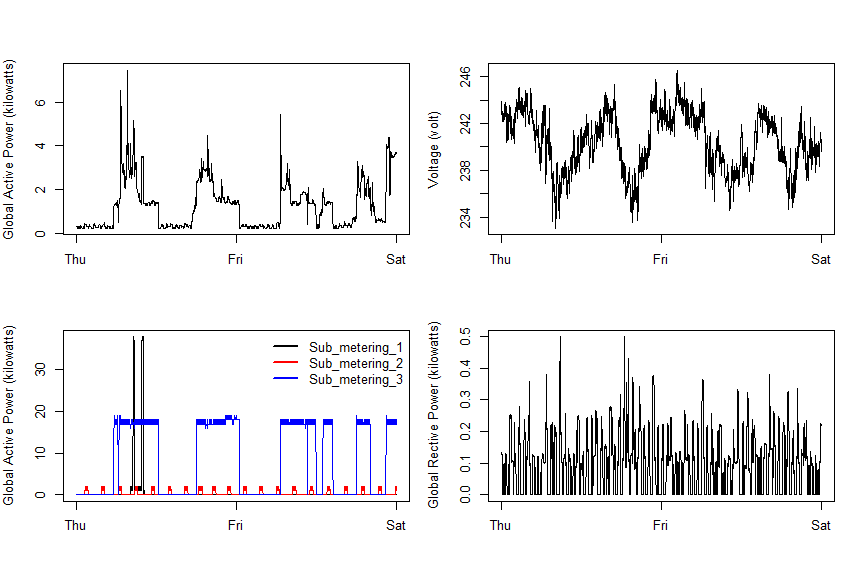 Global Active Power (kilowatts)
0 2 4 6
Thu Fri Sat
Voltage (volt)
234 238 242 246
Thu Fri Sat
Global Active Power (kilowatts)
0 10 20 30
Sub_metering_1
Sub_metering_2
Sub_metering_3
Thu Fri Sat
Global Rective Power (kilowatts)
0.0 0.1 0.2 0.3 0.4 0.5
Thu Fri Sat